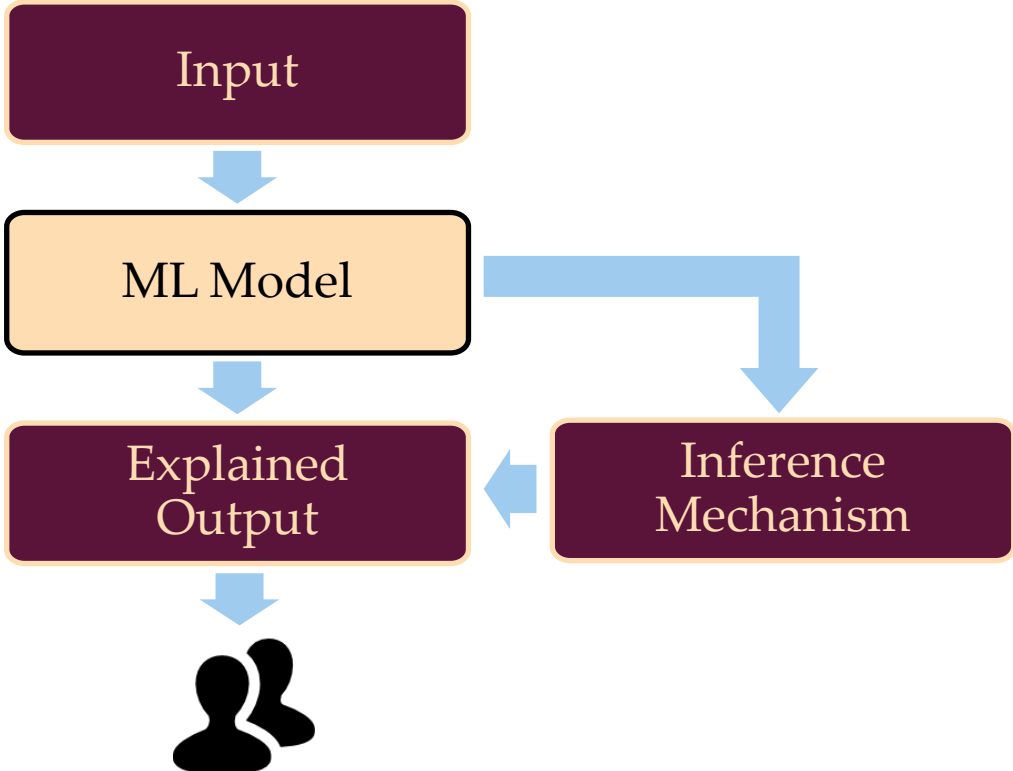 Input
ML Model
Explained
Output
Inference
Mechanism